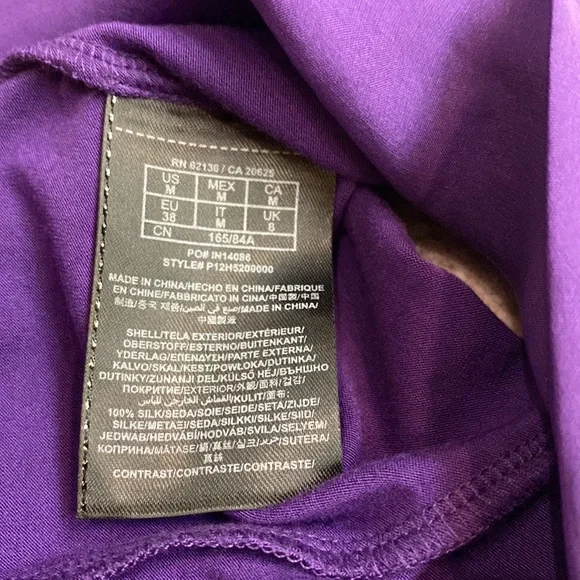 RN 62136 / CA 20625
US M MEX M CA M
EU 38 IT M UK 8
CN 165/84A
PO# IN14086
STYLE# P12H5200000
MADE IN CHINA/HECHO EN CHINA/FABRIQUE
EN CHINE/FABBRICATO IN CINA/中国製/中国
制造/중국 제품/صنع في الصين/MADE IN CHINA/
中國製造
SHELL/TELA EXTERIOR/EXTÉRIEUR/
OBERSTOFF/ESTERNO/BUITENKANT/
YDERLAG/ΕΠΕΝΔΥΣΗ/PARTE EXTERNA/
KALVO/SKAL/KEST/POWŁOKA/DUTINKA/
DUTINKY/ZUNANJI DEL/KÜLSŐ HÉJ/ВЪНШНО
ПОКРИТИЕ/EXTERIOR/外観/面料/겉감/
KULIT/面布/القماش الخارجي للباس
100% SILK/SEDA/SOIE/SEIDE/SETA/ZIJDE/
SILKE/ΜΕΤΑΞΙ/SEDA/SILKKI/SILKE/SIID/
JEDWAB/HEDVÁBÍ/HODVÁB/SVILA/SELYEM/
КОПРИНА/MĂTASE/絹/真丝/실크/حرير/SUTERA/
真絲
CONTRAST/CONTRASTE/CONTRASTE/